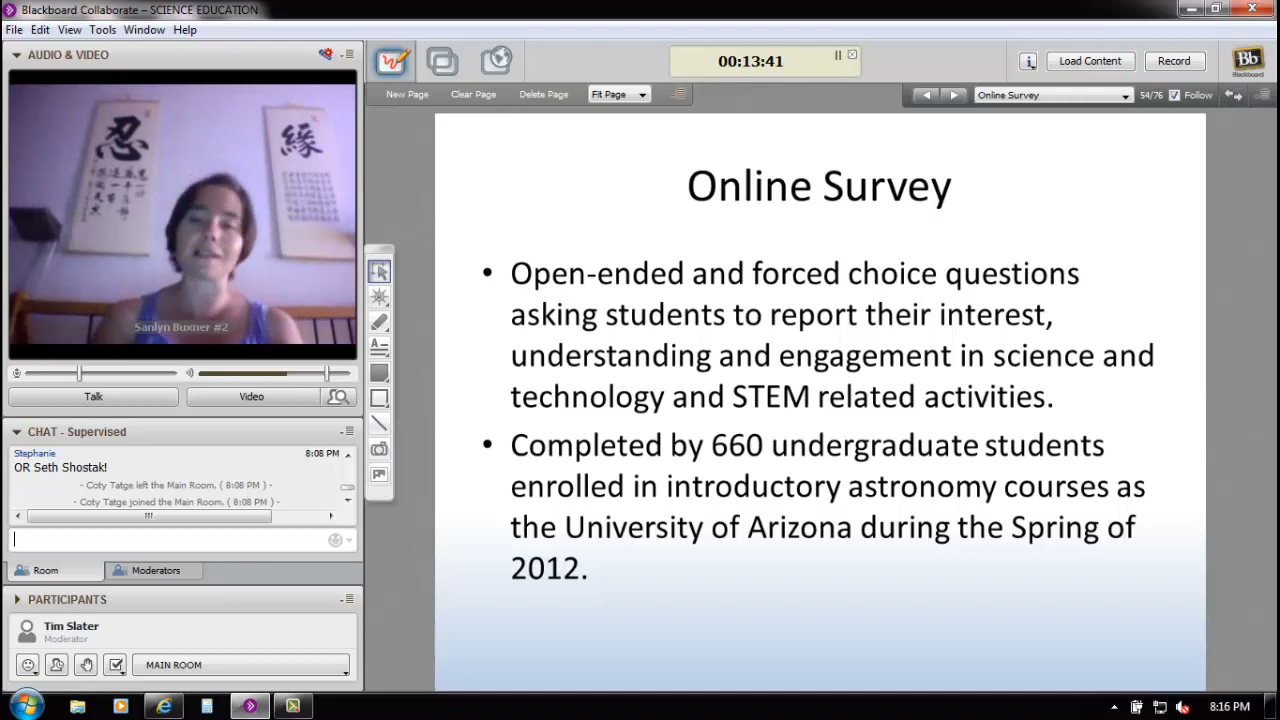 Blackboard Collaborate — SCIENCE EDUCATION
File Edit View Tools Window Help
AUDIO & VIDEO
忍
緣
Sanlyn Buxner #2
Talk
Video
CHAT - Supervised
Stephanie 8:08 PM
OR Seth Shostak!
- Coty Tatge left the Main Room. ( 8:08 PM ) -
- Coty Tatge joined the Main Room. ( 8:08 PM ) -
Room
Moderators
PARTICIPANTS
Tim Slater
Moderator
MAIN ROOM
00:13:41
Load Content
Record
Bb
Blackboard
New Page Clear Page Delete Page Fit Page
Online Survey 54/76 Follow
Online Survey
• Open-ended and forced choice questions
asking students to report their interest,
understanding and engagement in science and
technology and STEM related activities.
• Completed by 660 undergraduate students
enrolled in introductory astronomy courses as
the University of Arizona during the Spring of
2012.
8:16 PM